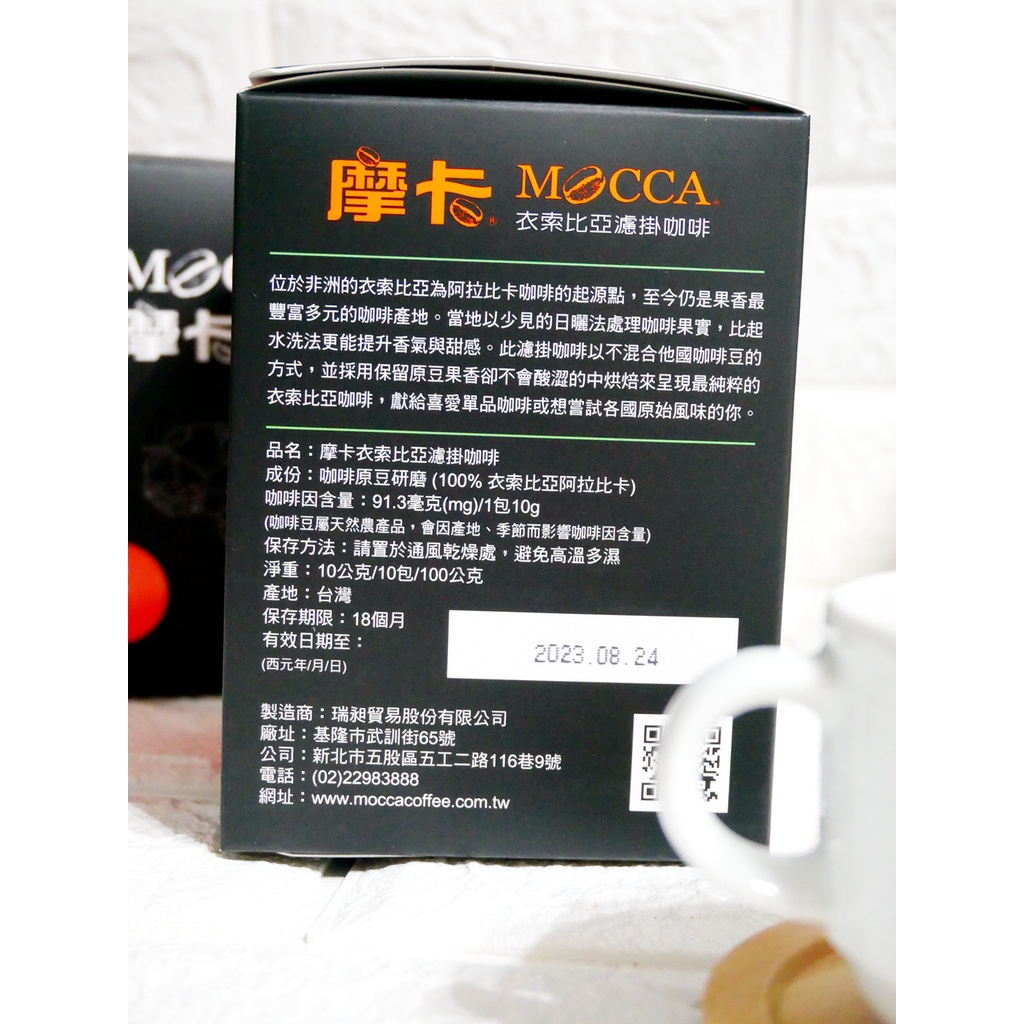 摩卡® MOCCA®
衣索比亞濾掛咖啡
位於非洲的衣索比亞為阿拉比卡咖啡的起源點，至今仍是果香最
豐富多元的咖啡產地。當地以少見的日曬法處理咖啡果實，比起
水洗法更能提升香氣與甜感。此濾掛咖啡以不混合他國咖啡豆的
方式，並採用保留原豆果香卻不會酸澀的中烘焙來呈現最純粹的
衣索比亞咖啡，獻給喜愛單品咖啡或想嘗試各國原始風味的你。
品名：摩卡衣索比亞濾掛咖啡
成份：咖啡原豆研磨 (100% 衣索比亞阿拉比卡)
咖啡因含量：91.3毫克(mg)/1包10g
(咖啡豆屬天然農產品，會因產地、季節而影響咖啡因含量)
保存方法：請置於通風乾燥處，避免高溫多濕
淨重：10公克/10包/100公克
產地：台灣
保存期限：18個月
有效日期至：
(西元年/月/日)
2023.08.24
製造商：瑞昶貿易股份有限公司
廠址：基隆市武訓街65號
公司：新北市五股區五工二路116巷9號
電話：(02)22983888
網址：www.moccacoffee.com.tw
MO
摩卡